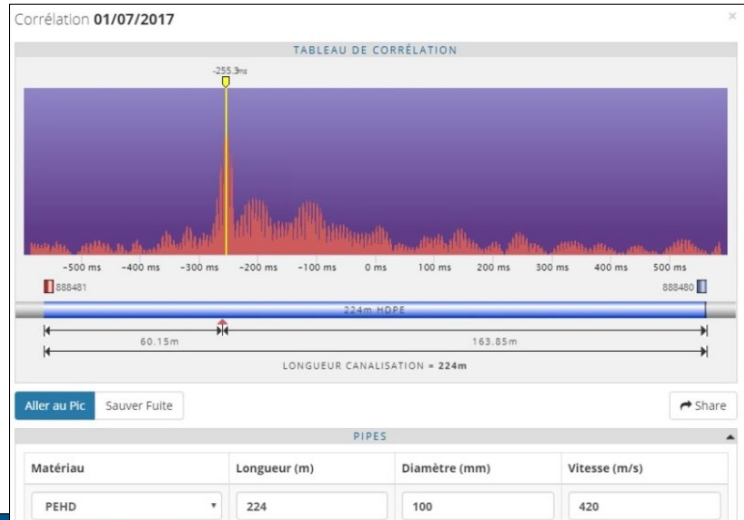 Corrélation 01/07/2017 ×
TABLEAU DE CORRÉLATION
-255.3ms
-500 ms -400 ms -300 ms -200 ms -100 ms 0 ms 100 ms 200 ms 300 ms 400 ms 500 ms
888481 888480
224m HDPE
60.15m 163.85m
LONGUEUR CANALISATION = 224m
Aller au Pic Sauver Fuite Share
PIPES
Matériau Longueur (m) Diamètre (mm) Vitesse (m/s)
PEHD 224 100 420